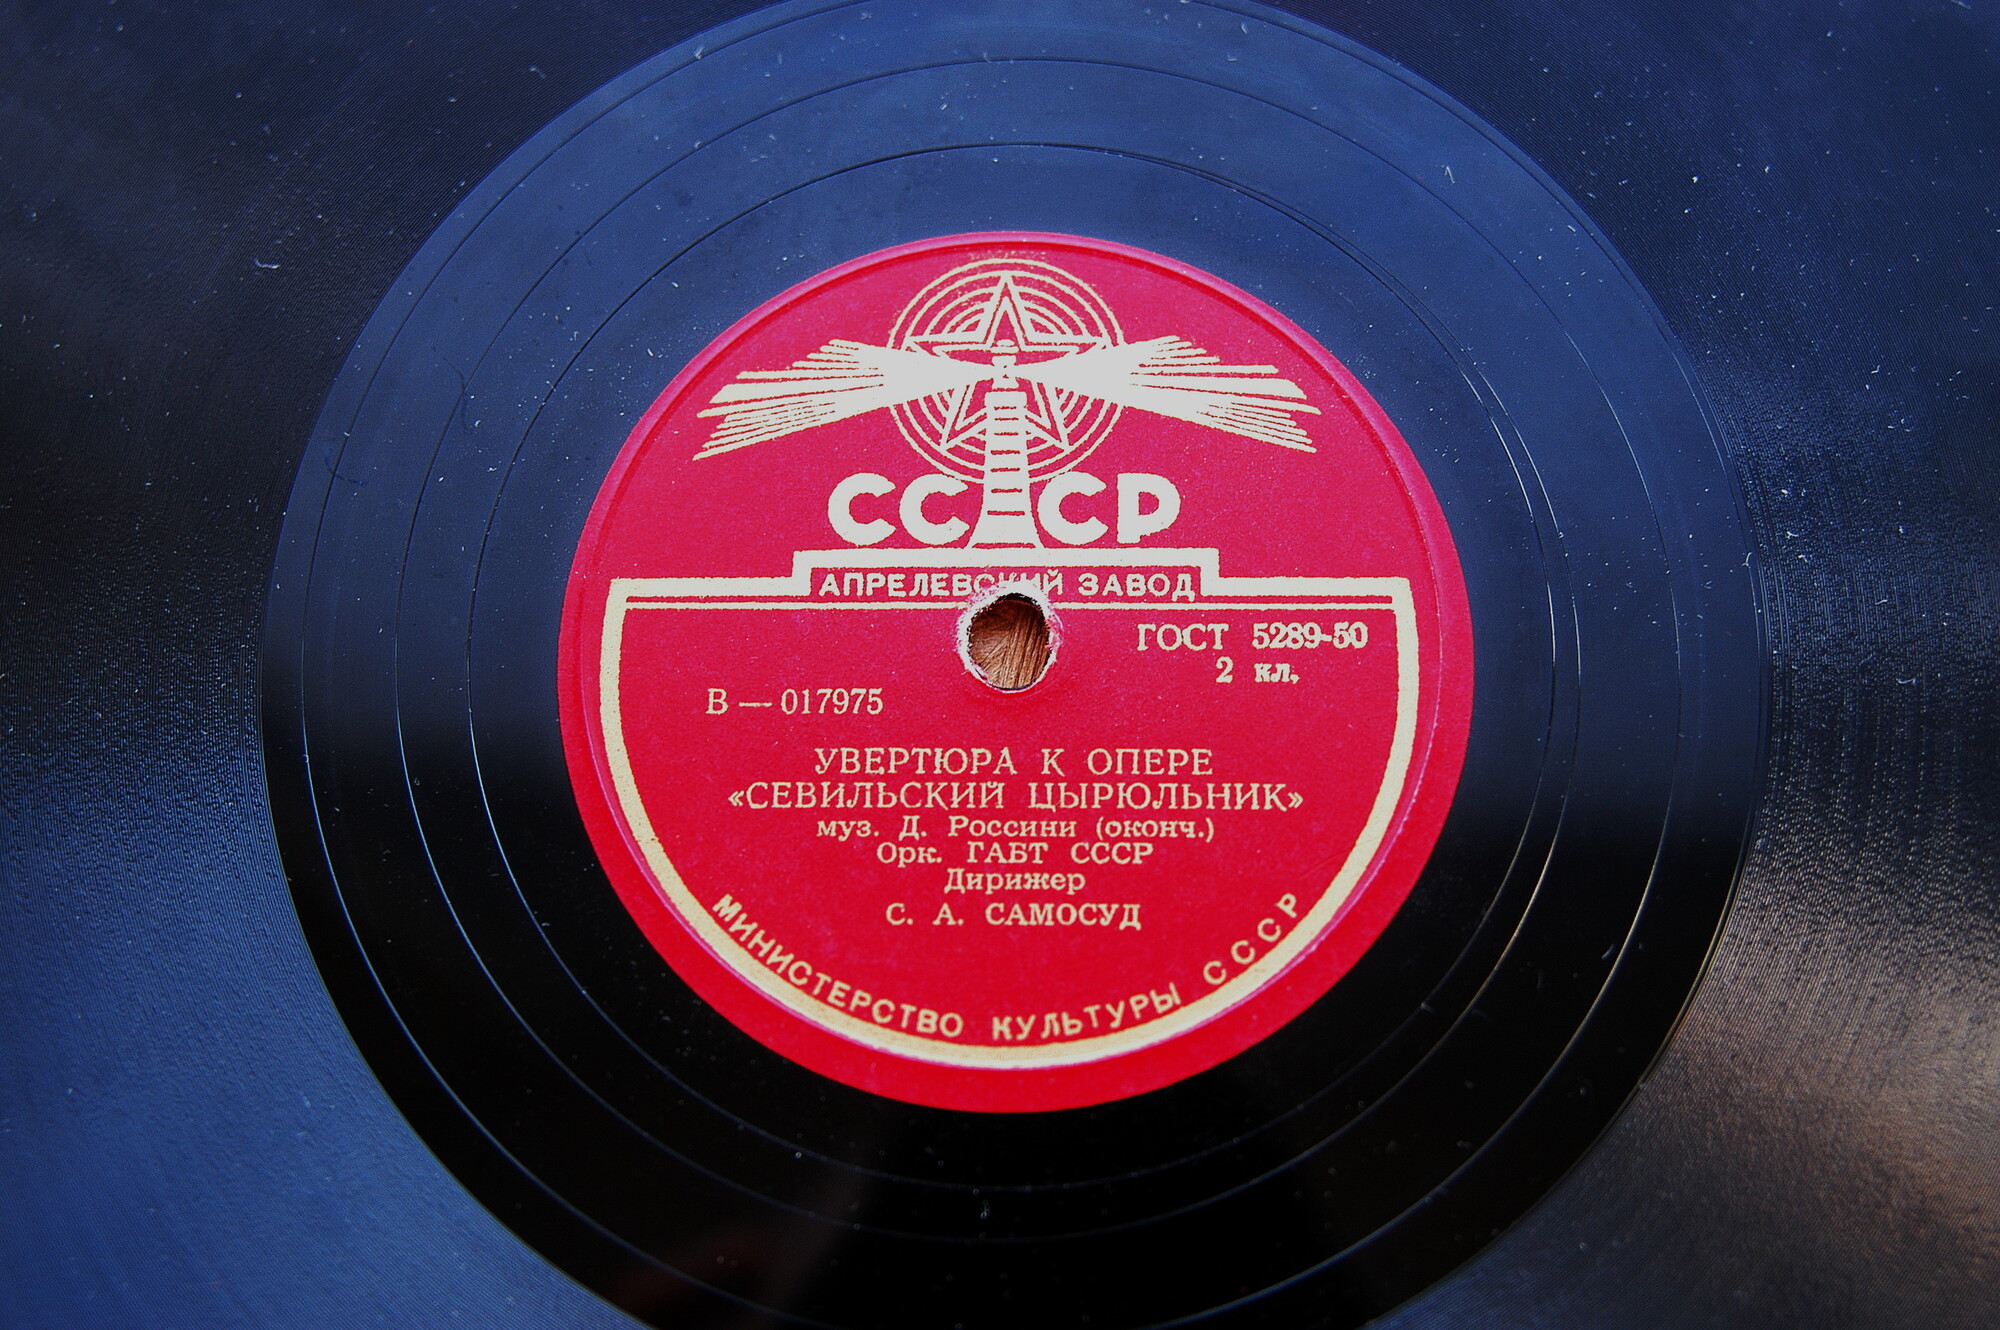 СССР
АПРЕЛЕВСКИЙ ЗАВОД
ГОСТ 5289-50
2 кл.
В — 017975
УВЕРТЮРА К ОПЕРЕ
«СЕВИЛЬСКИЙ ЦЫРЮЛЬНИК»
муз. Д. Россини (оконч.)
Орк. ГАБТ СССР
Дирижер
С. А. САМОСУД
МИНИСТЕРСТВО КУЛЬТУРЫ СССР